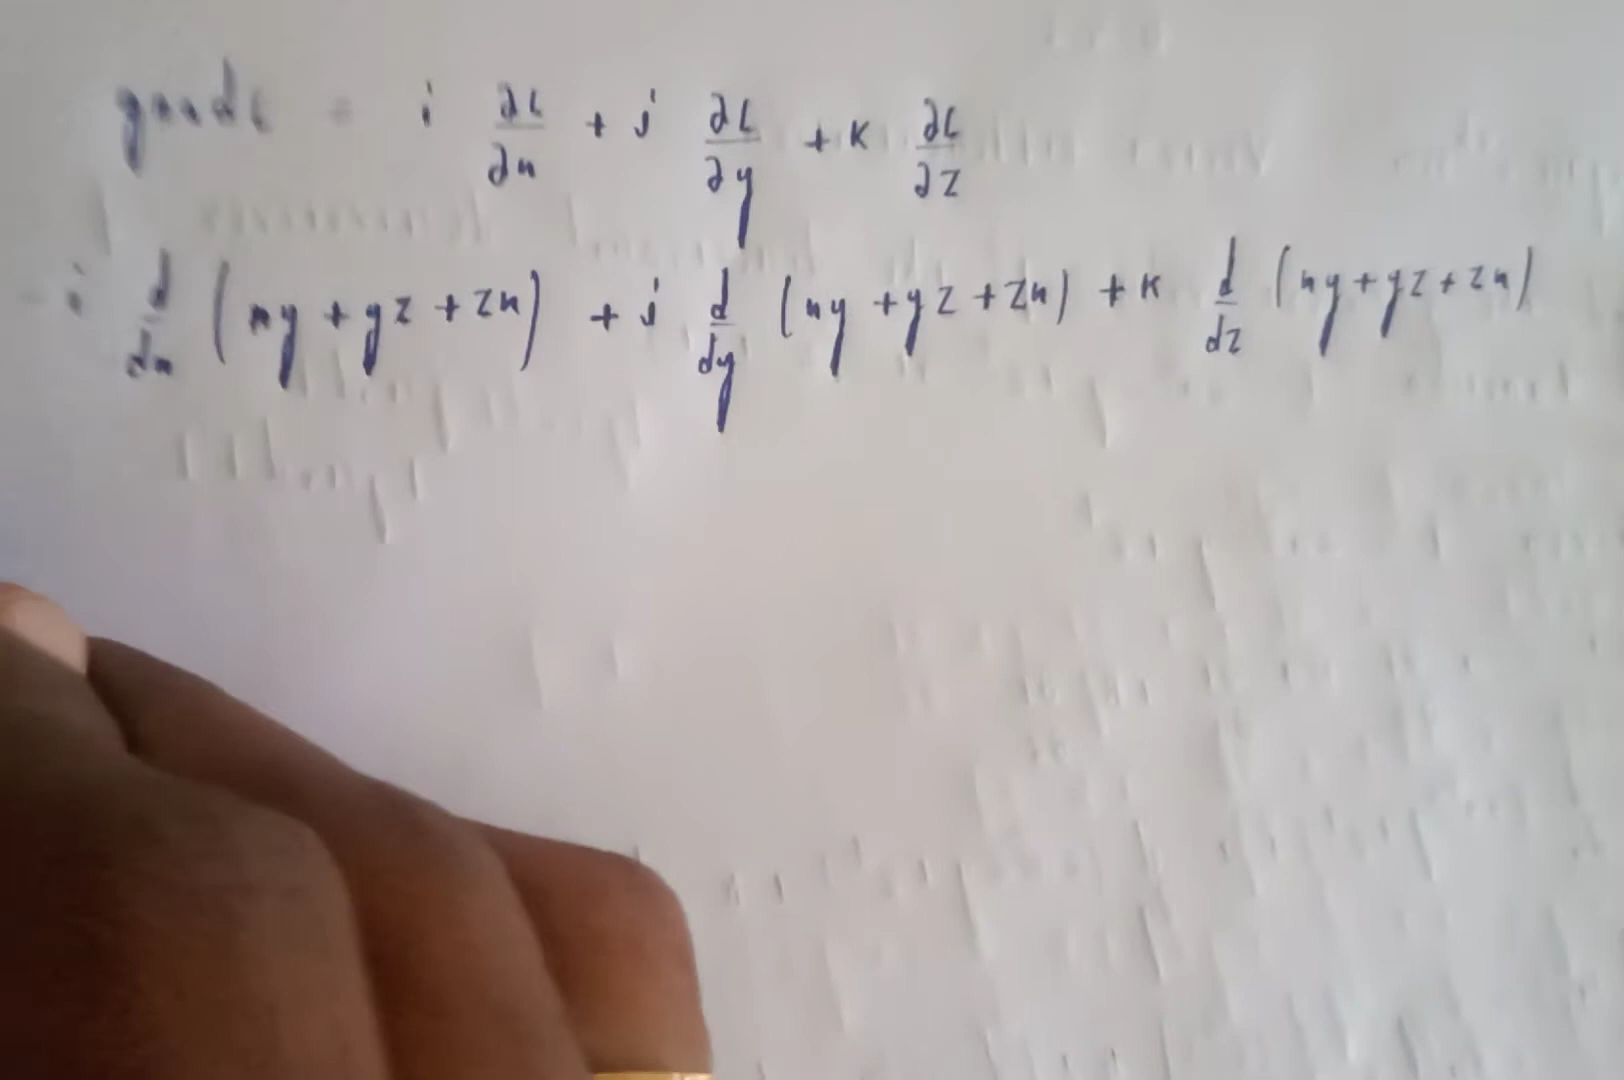 grad L = i ∂L/∂x + j ∂L/∂y + k ∂L/∂z
= i d/dx (xy + yz + zx) + j d/dy (xy + yz + zx) + k d/dz (xy + yz + zx)